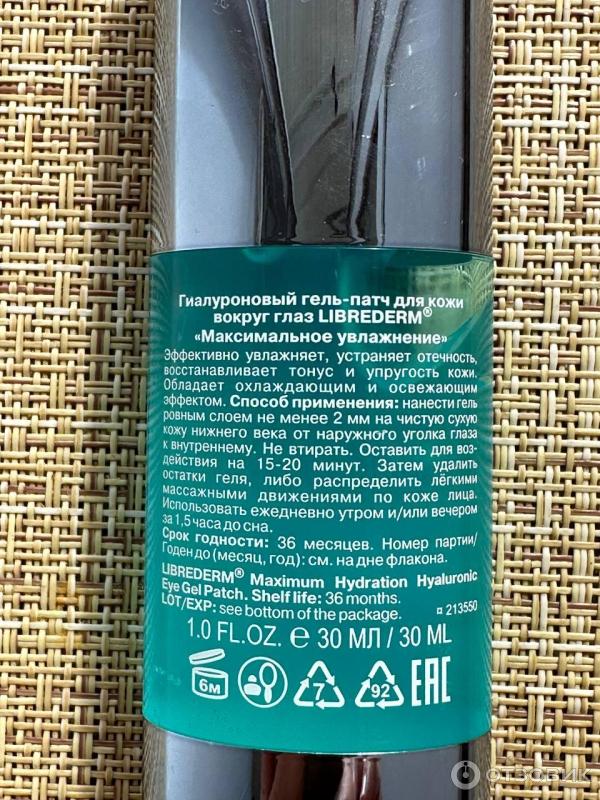 Гиалуроновый гель-патч для кожи
вокруг глаз LIBREDERM®
«Максимальное увлажнение»
Эффективно увлажняет, устраняет отечность,
восстанавливает тонус и упругость кожи.
Обладает охлаждающим и освежающим
эффектом. Способ применения: нанести гель
ровным слоем не менее 2 мм на чистую сухую
кожу нижнего века от наружного уголка глаза
к внутреннему. Не втирать. Оставить для воз-
действия на 15-20 минут. Затем удалить
остатки геля, либо распределить лёгкими
массажными движениями по коже лица.
Использовать ежедневно утром и/или вечером
за 1,5 часа до сна.
Срок годности: 36 месяцев. Номер партии/
Годен до (месяц, год): см. на дне флакона.
LIBREDERM® Maximum Hydration Hyaluronic
Eye Gel Patch. Shelf life: 36 months.
LOT/EXP: see bottom of the package. ¤ 213550
1.0 FL.OZ. ℮ 30 МЛ / 30 ML
6м 7 92 EAC
ОТЗОВИК